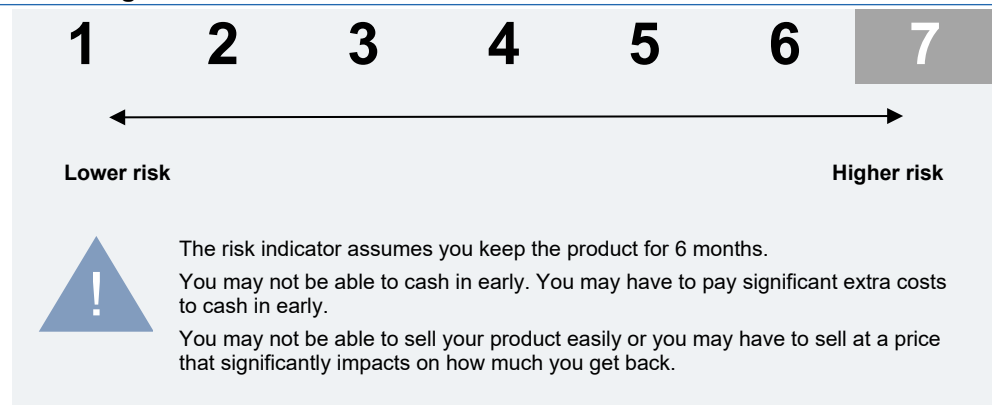 1 2 3 4 5 6 7
Lower risk Higher risk
!
The risk indicator assumes you keep the product for 6 months.
You may not be able to cash in early. You may have to pay significant extra costs
to cash in early.
You may not be able to sell your product easily or you may have to sell at a price
that significantly impacts on how much you get back.